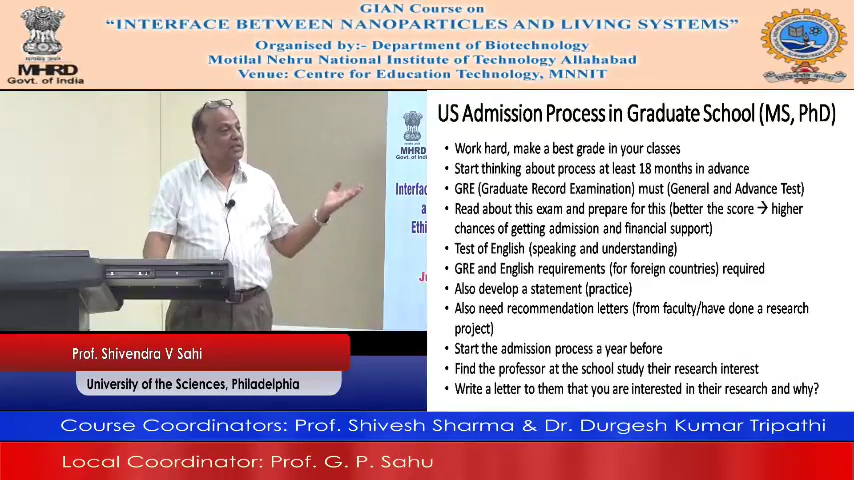 GIAN Course on
“INTERFACE BETWEEN NANOPARTICLES AND LIVING SYSTEMS”
Organised by:- Department of Biotechnology
Motilal Nehru National Institute of Technology Allahabad
Venue: Centre for Education Technology, MNNIT
MHRD
Govt. of India
MHRD
Govt. of India
Interfac
a
Ethi
J
US Admission Process in Graduate School (MS, PhD)
• Work hard, make a best grade in your classes
• Start thinking about process at least 18 months in advance
• GRE (Graduate Record Examination) must (General and Advance Test)
• Read about this exam and prepare for this (better the score → higher
chances of getting admission and financial support)
• Test of English (speaking and understanding)
• GRE and English requirements (for foreign countries) required
• Also develop a statement (practice)
• Also need recommendation letters (from faculty/have done a research
project)
• Start the admission process a year before
• Find the professor at the school study their research interest
• Write a letter to them that you are interested in their research and why?
Prof. Shivendra V Sahi
University of the Sciences, Philadelphia
Course Coordinators: Prof. Shivesh Sharma & Dr. Durgesh Kumar Tripathi
Local Coordinator: Prof. G. P. Sahu